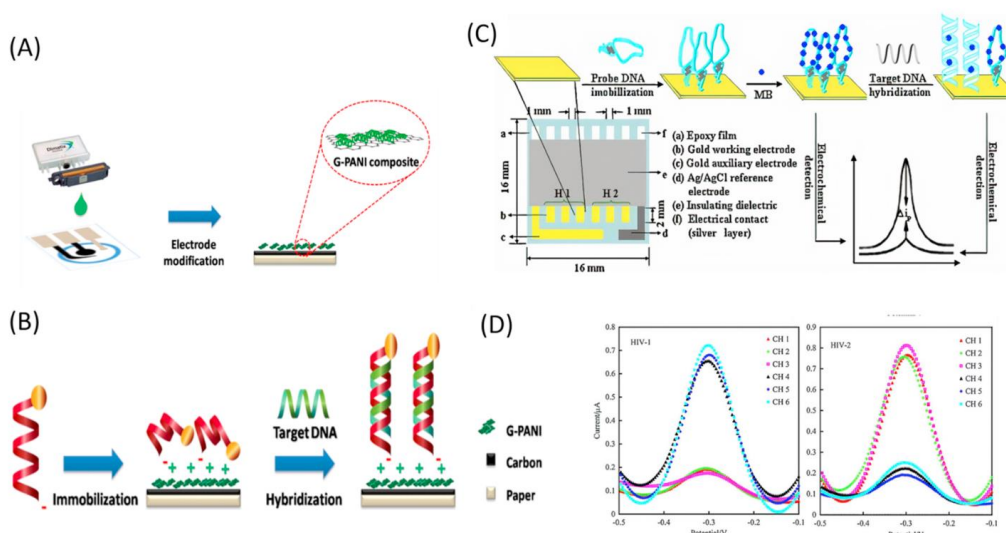 (A)
G-PANI composite
Electrode
modification
(B)
Immobilization
Target DNA
Hybridization
G-PANI
Carbon
Paper
(C)
Probe DNA
imobillization
MB
Target DNA
hybridization
1 mm
1 mm
a
f
e
H 1
H 2
b
c
d
2 mm
16 mm
16 mm
(a) Epoxy film
(b) Gold working electrode
(c) Gold auxiliary electrode
(d) Ag/AgCl reference
electrode
(e) Insulating dielectric
(f) Electrical contact
(silver layer)
Electrochemical
detection
Electrochemical
detection
Δip
(D)
HIV-1
CH 1
CH 2
CH 3
CH 4
CH 5
CH 6
Current/μA
0.8
0.7
0.6
0.5
0.4
0.3
0.2
0.1
0
-0.5
-0.4
-0.3
-0.2
-0.1
HIV-2
CH 1
CH 2
CH 3
CH 4
CH 5
CH 6
Current/μA
0.9
0.8
0.7
0.6
0.5
0.4
0.3
0.2
0.1
0
-0.5
-0.4
-0.3
-0.2
-0.1